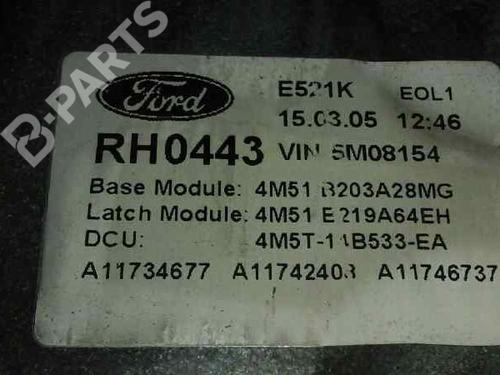 B-PARTS
Ford
E521K EOL1
15.03.05 12:46
RH0443 VIN 5M08154
Base Module: 4M51 B203A28MG
Latch Module: 4M51 E219A64EH
DCU: 4M5T-14B533-EA
A11734677 A11742403 A11746737